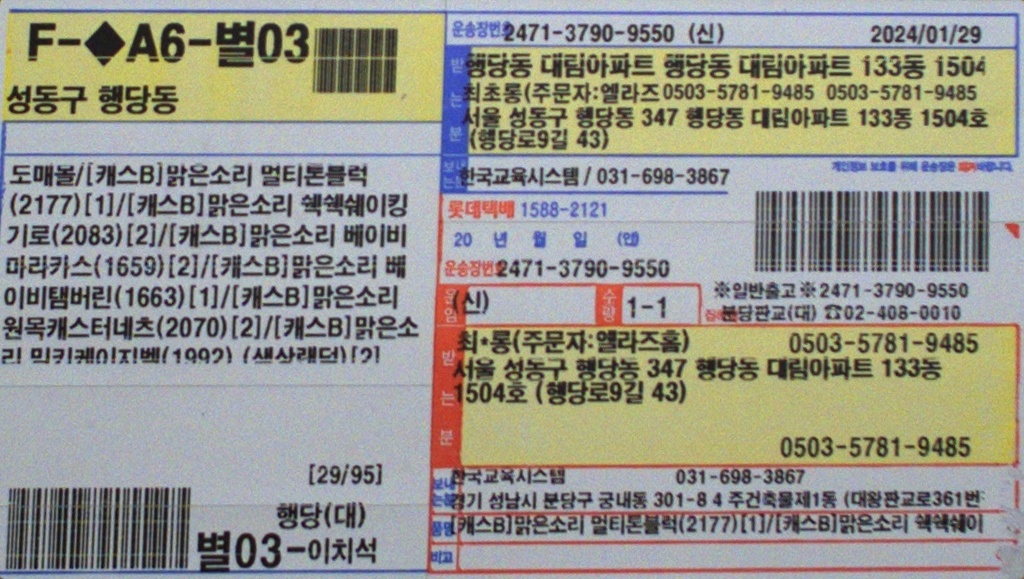 F-◆A6-별03
성동구 행당동
운송장번호 2471-3790-9550 (신) 2024/01/29
받는분
행당동 대림아파트 행당동 대림아파트 133동 1504
최초롱(주문자:엘라즈 0503-5781-9485 0503-5781-9485
서울 성동구 행당동 347 행당동 대림아파트 133동 1504호
(행당로9길 43)
개인정보 보호를 위해 운송장은 폐기바랍니다.
한국교육시스템 / 031-698-3867
도매몰/[캐스B]맑은소리 멀티톤블럭
(2177)[1]/[캐스B]맑은소리 쉑쉑쉐이킹
기로(2083)[2]/[캐스B]맑은소리 베이비
마라카스(1659)[2]/[캐스B]맑은소리 베
이비탬버린(1663)[1]/[캐스B]맑은소리
원목캐스터네츠(2070)[2]/[캐스B]맑은소
리 믹키케이지벨(1992) (색상랜덤)[2]
롯데택배 1588-2121
20 년 월 일 (인)
운송장번호 2471-3790-9550
(신) 수량 1-1
※일반출고※2471-3790-9550
분당판교(대) ☎02-408-0010
받는분
최*롱(주문자:엘라즈홈) 0503-5781-9485
서울 성동구 행당동 347 행당동 대림아파트 133동
1504호 (행당로9길 43)
0503-5781-9485
[29/95]
행당(대)
별03-이치석
한국교육시스템 031-698-3867
경기 성남시 분당구 궁내동 301-8 4 주건축물제1동 (대왕판교로361번
품명 [캐스B]맑은소리 멀티톤블럭(2177)[1]/[캐스B]맑은소리 쉑쉑쉐이
비고